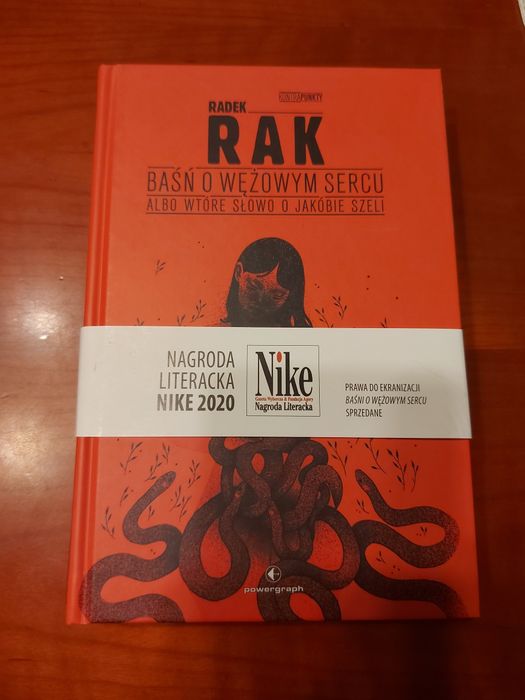 KONTRAPUNKTY
RADEK
RAK
BAŚŃ O WĘŻOWYM SERCU
ALBO WTÓRE SŁOWO O JAKÓBIE SZELI
NAGRODA
LITERACKA
NIKE 2020
Nike
Gazeta Wyborcza & Fundacja Agory
Nagroda Literacka
PRAWA DO EKRANIZACJI
BAŚNI O WĘŻOWYM SERCU
SPRZEDANE
powergraph